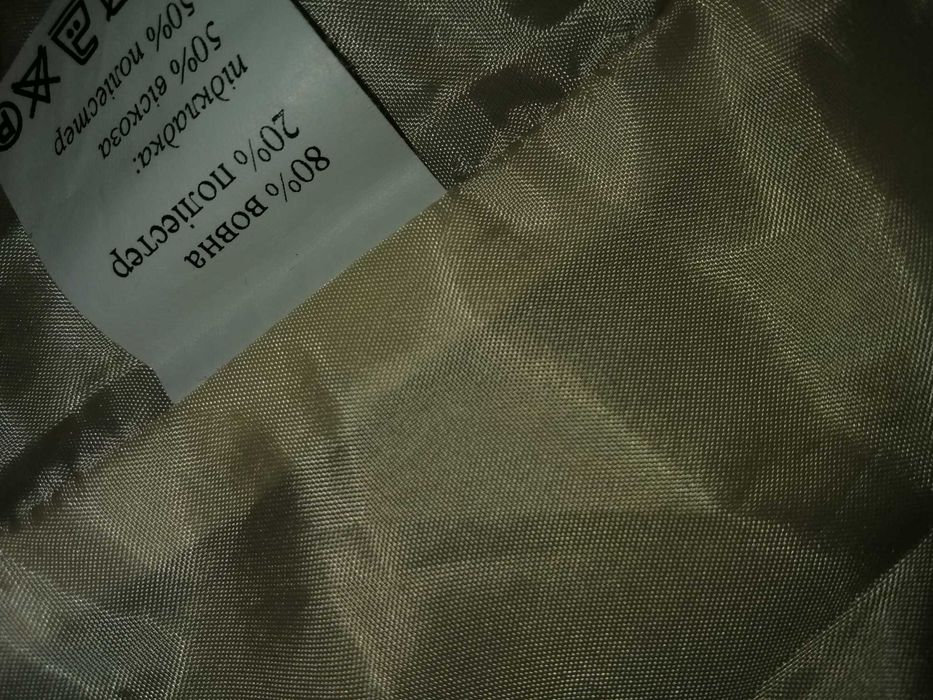 80% вовна
20% поліестер
підкладка:
50% віскоза
50% поліестер
P